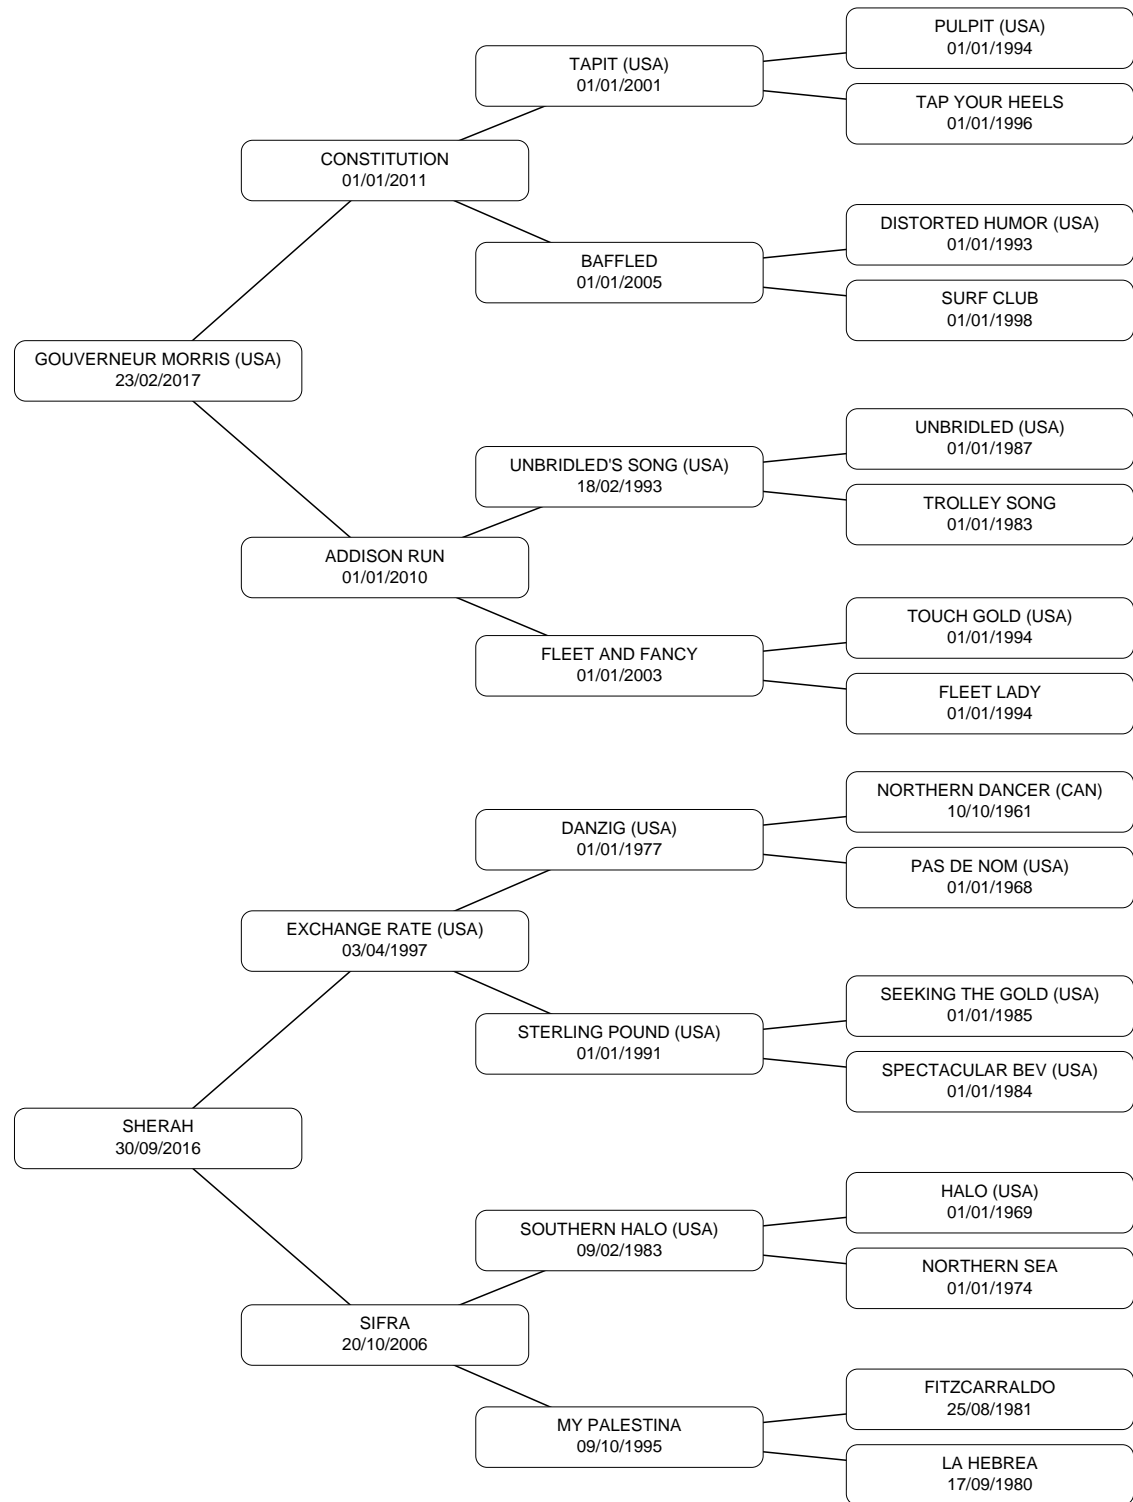 PULPIT (USA)
01/01/1994
TAPIT (USA)
01/01/2001
TAP YOUR HEELS
01/01/1996
CONSTITUTION
01/01/2011
DISTORTED HUMOR (USA)
01/01/1993
BAFFLED
01/01/2005
SURF CLUB
01/01/1998
GOUVERNEUR MORRIS (USA)
23/02/2017
UNBRIDLED (USA)
01/01/1987
UNBRIDLED'S SONG (USA)
18/02/1993
TROLLEY SONG
01/01/1983
ADDISON RUN
01/01/2010
TOUCH GOLD (USA)
01/01/1994
FLEET AND FANCY
01/01/2003
FLEET LADY
01/01/1994
NORTHERN DANCER (CAN)
10/10/1961
DANZIG (USA)
01/01/1977
PAS DE NOM (USA)
01/01/1968
EXCHANGE RATE (USA)
03/04/1997
SEEKING THE GOLD (USA)
01/01/1985
STERLING POUND (USA)
01/01/1991
SPECTACULAR BEV (USA)
01/01/1984
SHERAH
30/09/2016
HALO (USA)
01/01/1969
SOUTHERN HALO (USA)
09/02/1983
NORTHERN SEA
01/01/1974
SIFRA
20/10/2006
FITZCARRALDO
25/08/1981
MY PALESTINA
09/10/1995
LA HEBREA
17/09/1980